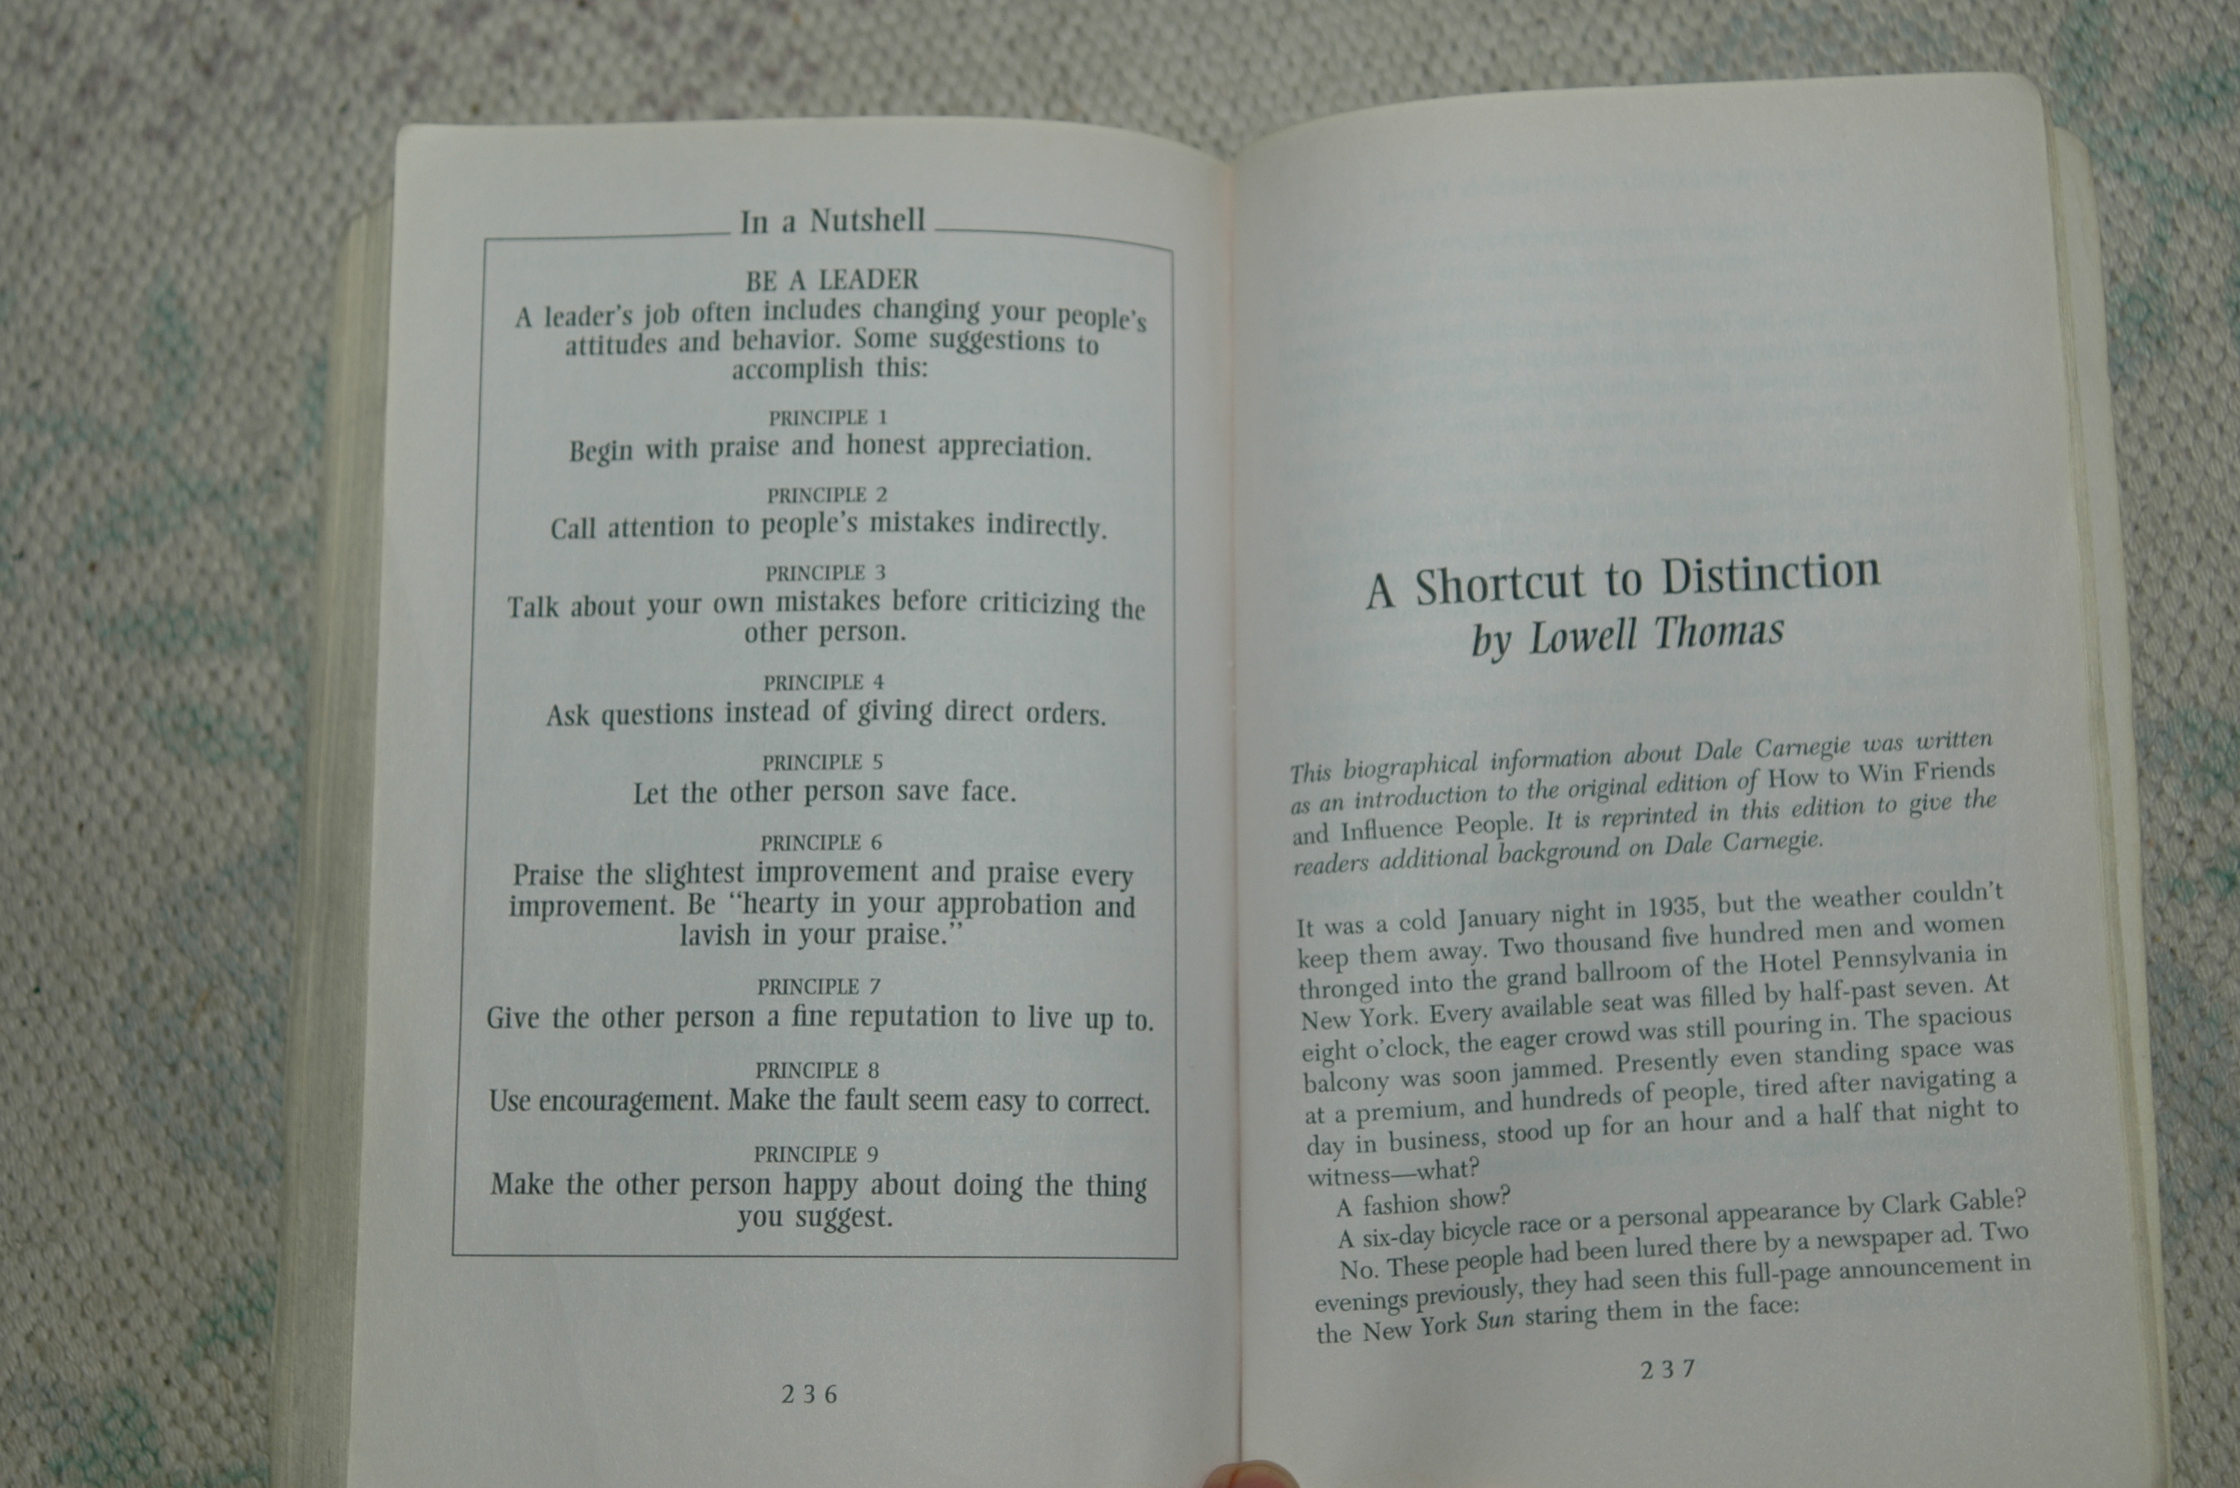 In a Nutshell
BE A LEADER
A leader's job often includes changing your people's
attitudes and behavior. Some suggestions to
accomplish this:
PRINCIPLE 1
Begin with praise and honest appreciation.
PRINCIPLE 2
Call attention to people's mistakes indirectly.
PRINCIPLE 3
Talk about your own mistakes before criticizing the
other person.
PRINCIPLE 4
Ask questions instead of giving direct orders.
PRINCIPLE 5
Let the other person save face.
PRINCIPLE 6
Praise the slightest improvement and praise every
improvement. Be “hearty in your approbation and
lavish in your praise.”
PRINCIPLE 7
Give the other person a fine reputation to live up to.
PRINCIPLE 8
Use encouragement. Make the fault seem easy to correct.
PRINCIPLE 9
Make the other person happy about doing the thing
you suggest.
236
A Shortcut to Distinction
by Lowell Thomas
This biographical information about Dale Carnegie was written
as an introduction to the original edition of How to Win Friends
and Influence People. It is reprinted in this edition to give the
readers additional background on Dale Carnegie.
It was a cold January night in 1935, but the weather couldn't
keep them away. Two thousand five hundred men and women
thronged into the grand ballroom of the Hotel Pennsylvania in
New York. Every available seat was filled by half-past seven. At
eight o'clock, the eager crowd was still pouring in. The spacious
balcony was soon jammed. Presently even standing space was
at a premium, and hundreds of people, tired after navigating a
day in business, stood up for an hour and a half that night to
witness—what?
A fashion show?
A six-day bicycle race or a personal appearance by Clark Gable?
No. These people had been lured there by a newspaper ad. Two
evenings previously, they had seen this full-page announcement in
the New York Sun staring them in the face:
237